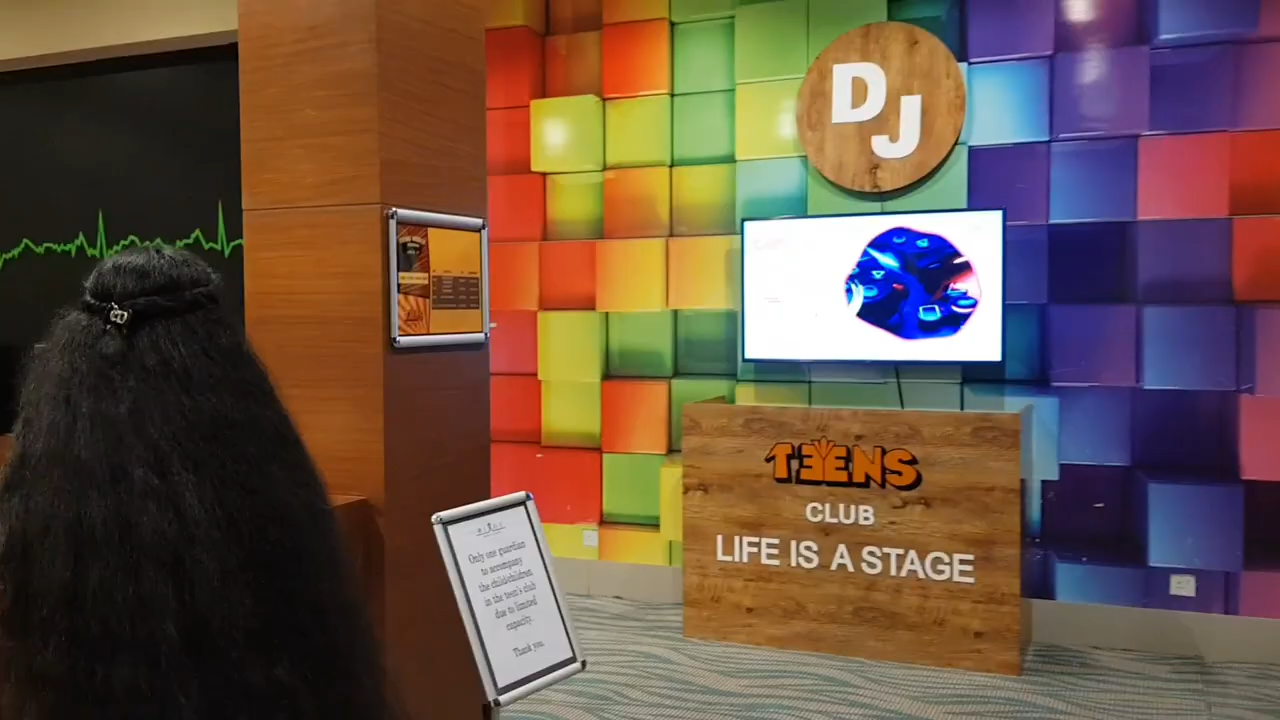 DJ
TEENS
CLUB
LIFE IS A STAGE
Only one guardian
to accompany
the child/children
in the teen's club
due to limited
capacity.
Thank you.